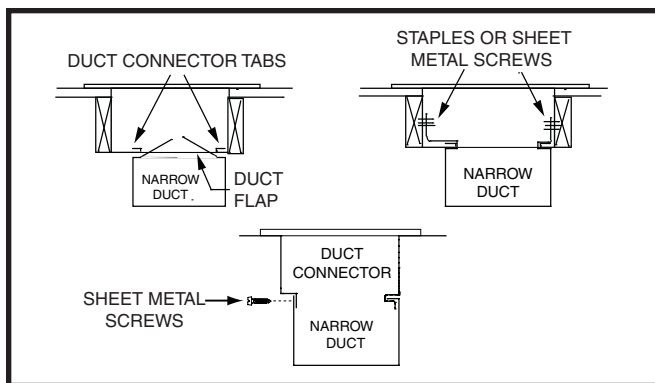 DUCT CONNECTOR TABS
NARROW
DUCT
DUCT
FLAP
STAPLES OR SHEET
METAL SCREWS
NARROW
DUCT
DUCT
CONNECTOR
SHEET METAL
SCREWS
NARROW
DUCT